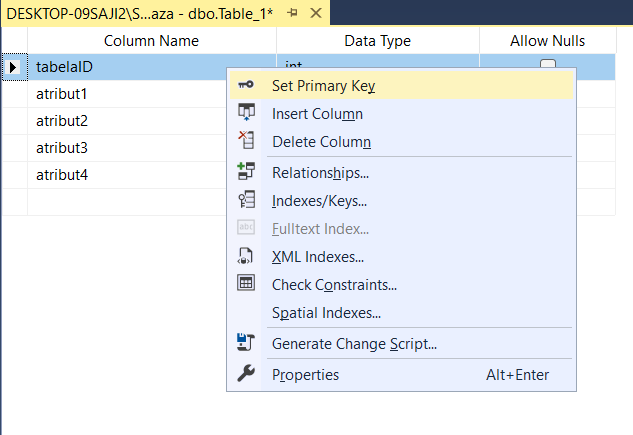 DESKTOP-09SAJI2\S...aza - dbo.Table_1*
Column Name Data Type Allow Nulls
tabelaID int
atribut1
atribut2
atribut3
atribut4
Set Primary Key
Insert Column
Delete Column
Relationships...
Indexes/Keys...
Fulltext Index...
XML Indexes...
Check Constraints...
Spatial Indexes...
Generate Change Script...
Properties Alt+Enter